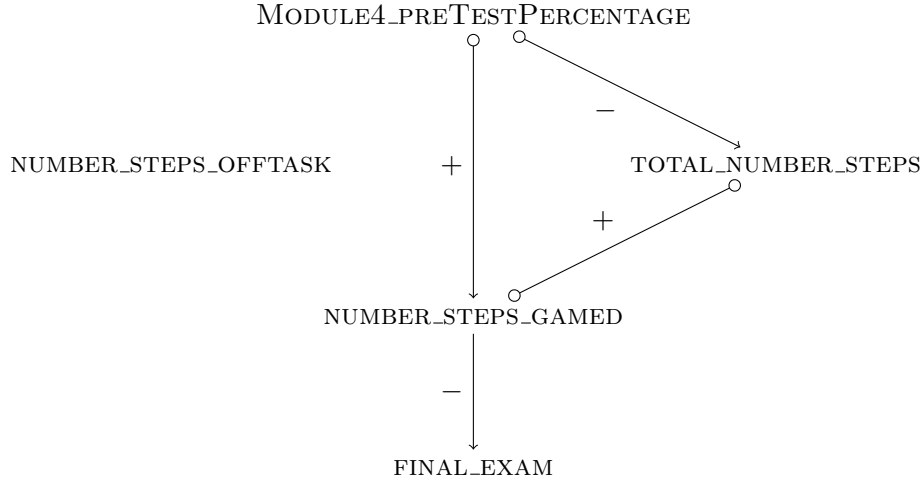 Module4_preTestPercentage
−
number_steps_offtask
+
total_number_steps
+
number_steps_gamed
−
final_exam